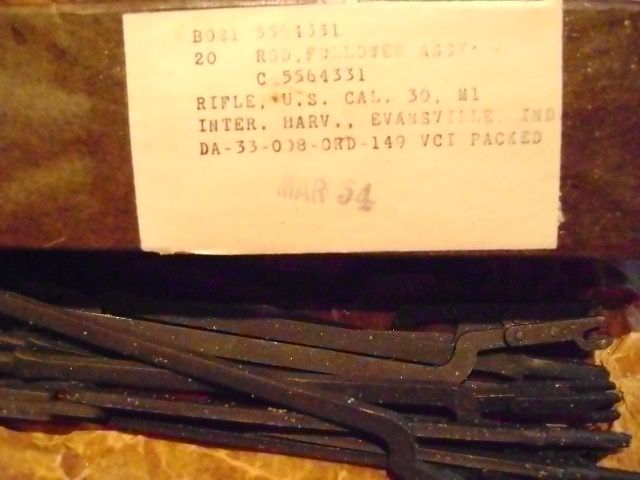 B021 5564331
20 ROD, FOLLOWER ASSY.
C 5564331
RIFLE, U.S. CAL. 30, M1
INTER. HARV., EVANSVILLE, IND
DA-33-008-ORD-149 VCI PACKED
MAR 54